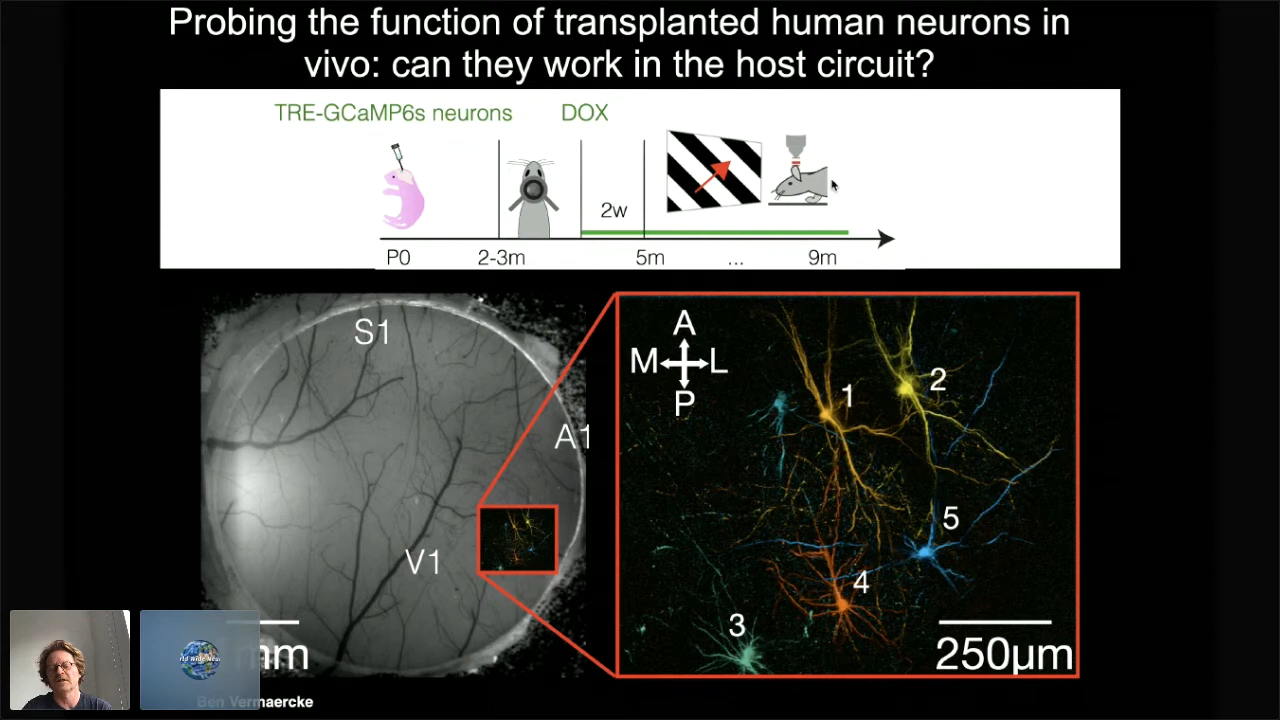 Probing the function of transplanted human neurons in
vivo: can they work in the host circuit?
TRE-GCaMP6s neurons DOX
2w
P0 2-3m 5m ... 9m
S1
A1
V1
mm
A
M L
P
1
2
5
4
3
250µm
Ben Vermaercke